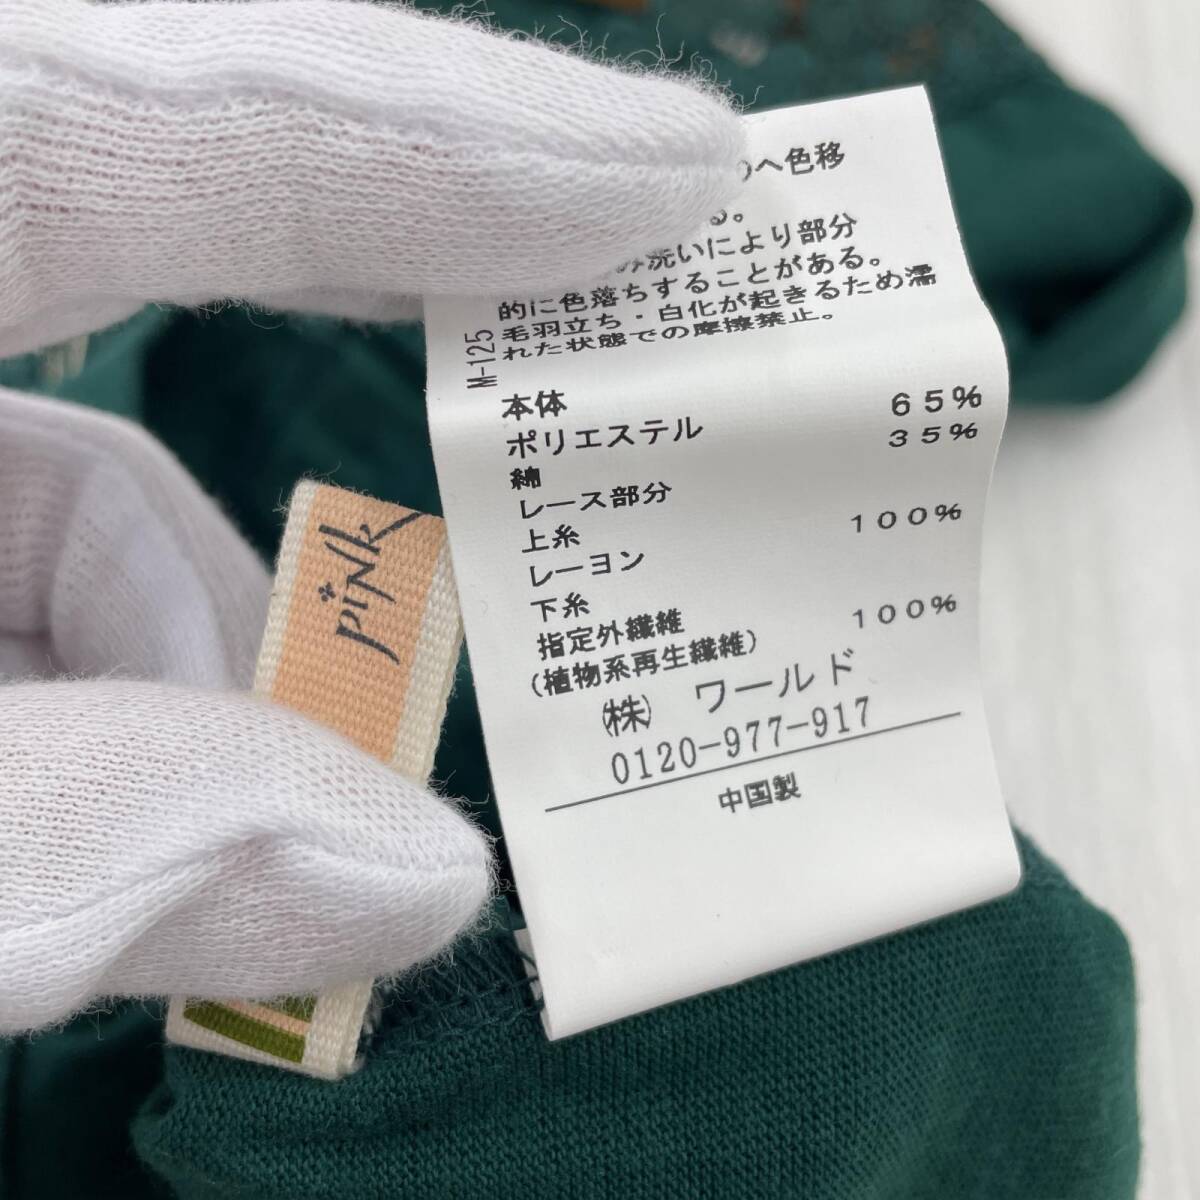 へ色移
る。
み洗いにより部分
的に色落ちすることがある。
毛羽立ち・白化が起きるため濡
れた状態での摩擦禁止。
M-125
本体
ポリエステル 65%
綿 35%
レース部分
上糸
レーヨン 100%
下糸
指定外繊維
(植物系再生繊維) 100%
㈱ ワールド
0120-977-917
中国製
pink